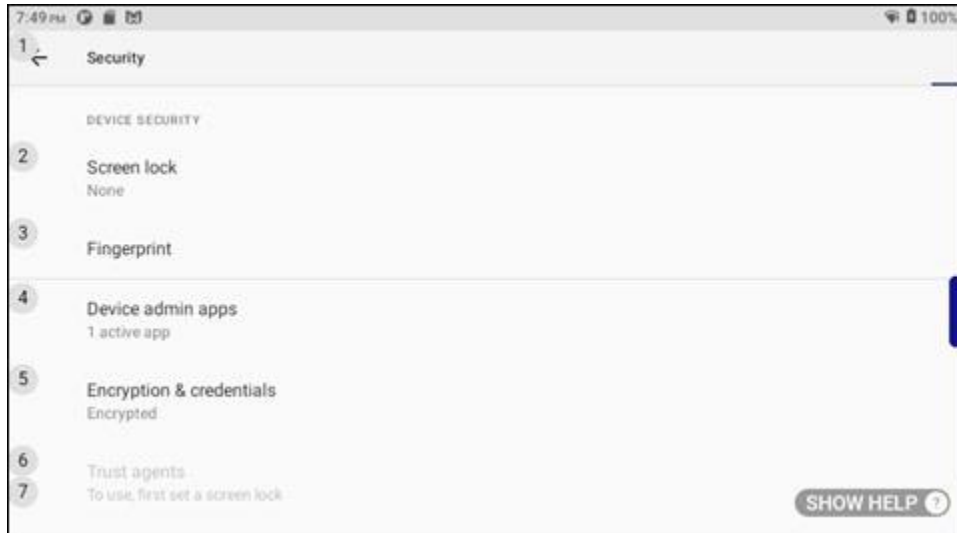 7:49 PM 100%
1 Security
DEVICE SECURITY
2 Screen lock
None
3 Fingerprint
4 Device admin apps
1 active app
5 Encryption & credentials
Encrypted
6 Trust agents
7 To use, first set a screen lock
SHOW HELP ?